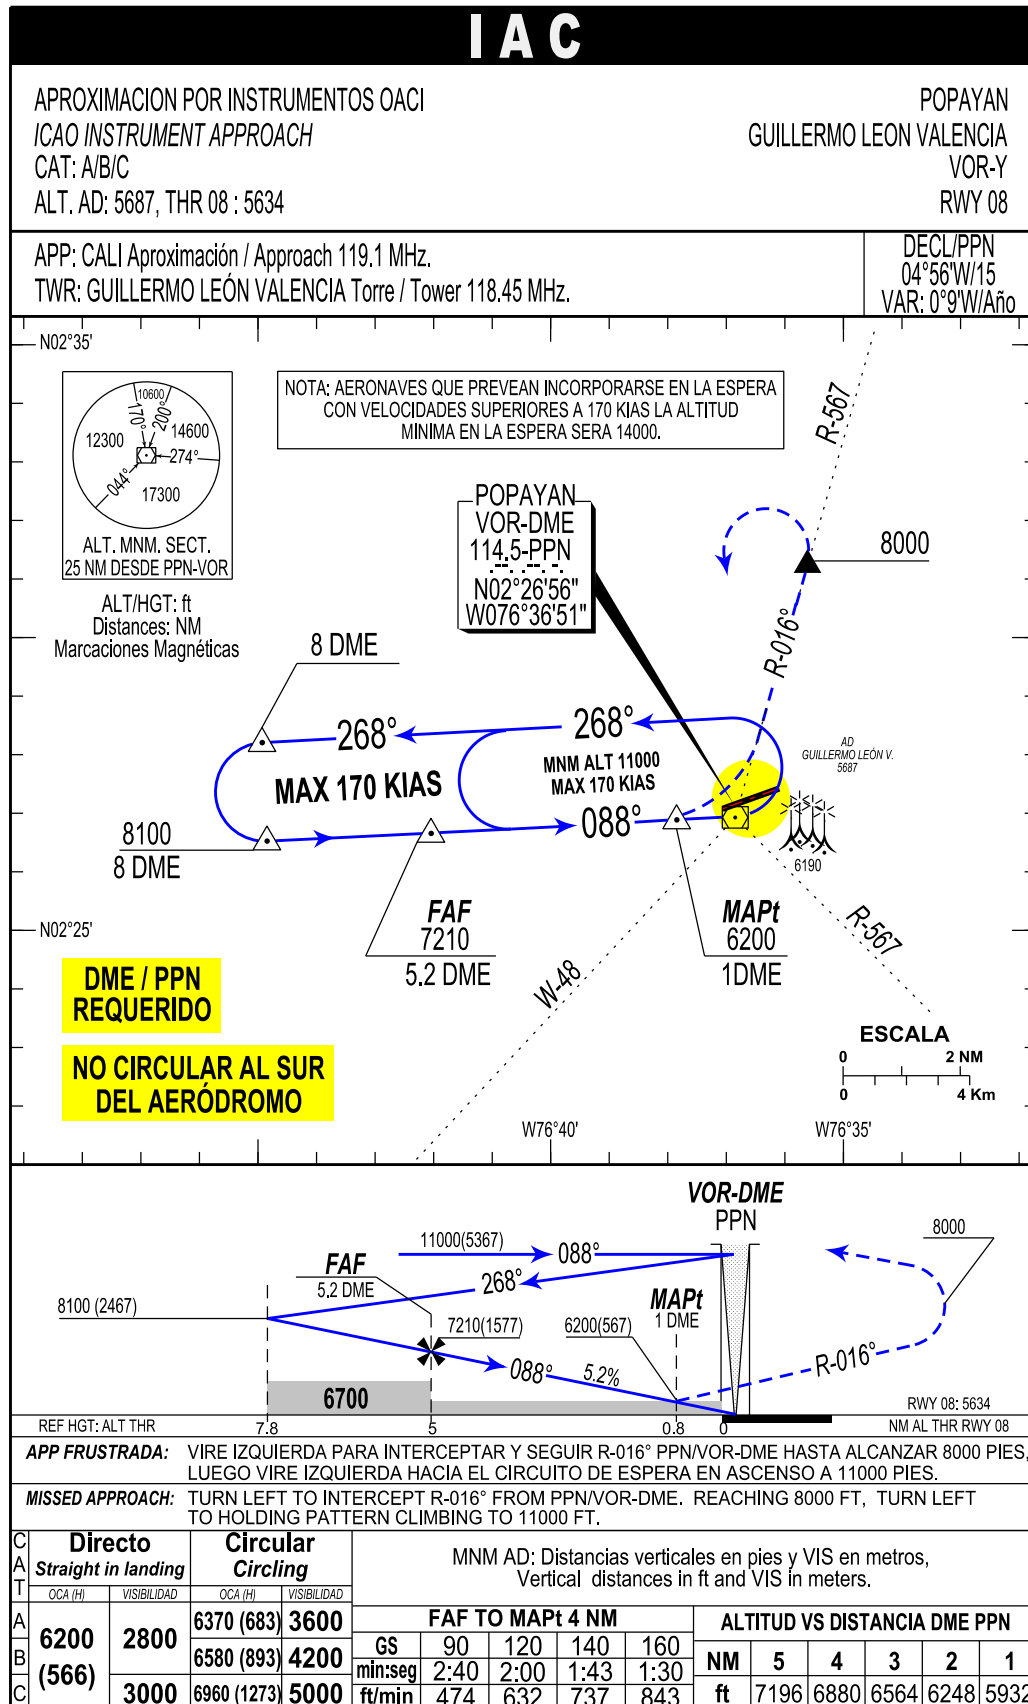 IAC
APROXIMACION POR INSTRUMENTOS OACI
ICAO INSTRUMENT APPROACH
CAT: A/B/C
ALT. AD: 5687, THR 08 : 5634
POPAYAN
GUILLERMO LEON VALENCIA
VOR-Y
RWY 08
APP: CALI Aproximación / Approach 119.1 MHz.
TWR: GUILLERMO LEÓN VALENCIA Torre / Tower 118.45 MHz.
DECL/PPN
04°56'W/15
VAR: 0°9'W/Año
N02°35'
10600
170°
200°
12300
14600
274°
044°
17300
ALT. MNM. SECT.
25 NM DESDE PPN-VOR
ALT/HGT: ft
Distances: NM
Marcaciones Magnéticas
NOTA: AERONAVES QUE PREVEAN INCORPORARSE EN LA ESPERA
CON VELOCIDADES SUPERIORES A 170 KIAS LA ALTITUD
MINIMA EN LA ESPERA SERA 14000.
R-567
POPAYAN
VOR-DME
114.5-PPN
N02°26'56"
W076°36'51"
8000
R-016°
8 DME
268°
268°
MAX 170 KIAS
MNM ALT 11000
MAX 170 KIAS
AD
GUILLERMO LEÓN V.
5687
8100
8 DME
088°
6190
FAF
7210
5.2 DME
MAPt
6200
1DME
R-567
W-48
N02°25'
DME / PPN
REQUERIDO
NO CIRCULAR AL SUR
DEL AERÓDROMO
ESCALA
0 2 NM
0 4 Km
W76°40'
W76°35'
VOR-DME
PPN
11000(5367)
088°
8000
FAF
5.2 DME
268°
MAPt
1 DME
8100 (2467)
7210(1577)
6200(567)
088°
5.2%
R-016°
6700
RWY 08: 5634
REF HGT: ALT THR
7.8 5 0.8 0
NM AL THR RWY 08
APP FRUSTRADA: VIRE IZQUIERDA PARA INTERCEPTAR Y SEGUIR R-016° PPN/VOR-DME HASTA ALCANZAR 8000 PIES,
LUEGO VIRE IZQUIERDA HACIA EL CIRCUITO DE ESPERA EN ASCENSO A 11000 PIES.
MISSED APPROACH: TURN LEFT TO INTERCEPT R-016° FROM PPN/VOR-DME. REACHING 8000 FT, TURN LEFT
TO HOLDING PATTERN CLIMBING TO 11000 FT.
CAT
Directo
Straight in landing
Circular
Circling
OCA (H) VISIBILIDAD OCA (H) VISIBILIDAD
A 6200 (566) 2800 6370 (683) 3600
B 6580 (893) 4200
C 3000 6960 (1273) 5000
MNM AD: Distancias verticales en pies y VIS en metros,
Vertical distances in ft and VIS in meters.
FAF TO MAPt 4 NM
GS 90 120 140 160
min:seg 2:40 2:00 1:43 1:30
ft/min 474 632 737 843
ALTITUD VS DISTANCIA DME PPN
NM 5 4 3 2 1
ft 7196 6880 6564 6248 5932